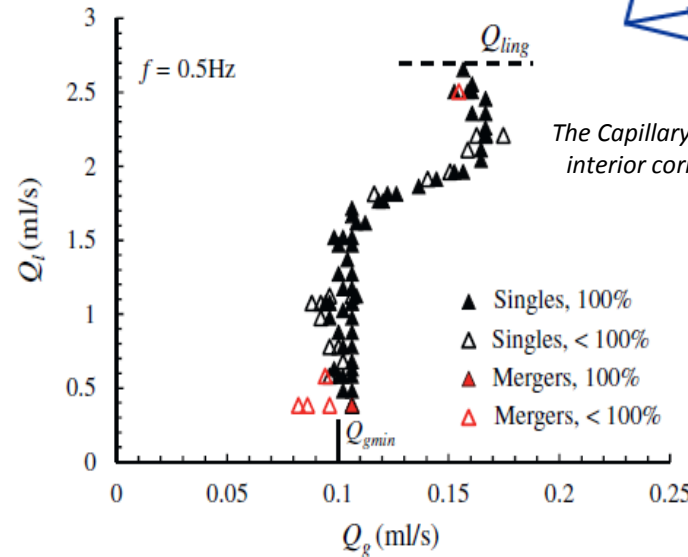 3
Q_ling
f = 0.5Hz
2.5
The Capillary
interior cor
2
Q_l (ml/s)
1.5
Singles, 100%
1
Singles, < 100%
Mergers, 100%
0.5
Mergers, < 100%
Q_gmin
0
0 0.05 0.1 0.15 0.2 0.25
Q_g (ml/s)